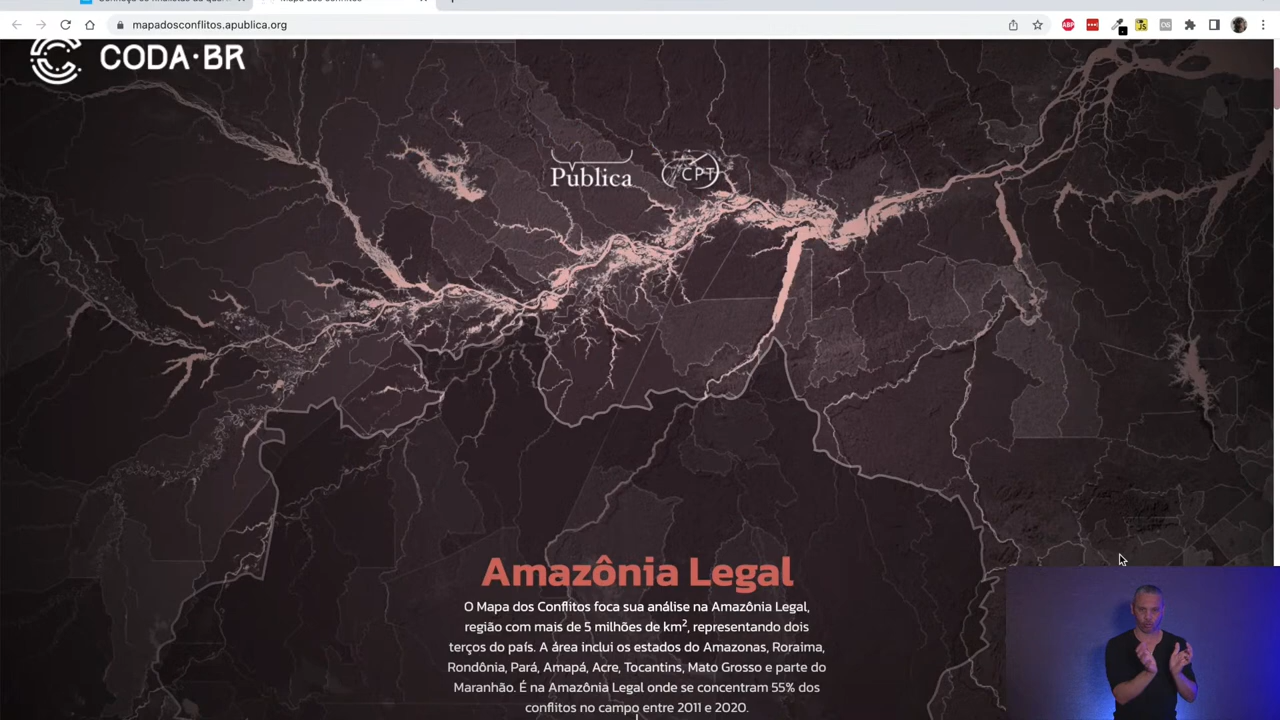 mapadosconflitos.apublica.org
CODA·BR
Pública
CPT
Amazônia Legal
O Mapa dos Conflitos foca sua análise na Amazônia Legal,
região com mais de 5 milhões de km², representando dois
terços do país. A área inclui os estados do Amazonas, Roraima,
Rondônia, Pará, Amapá, Acre, Tocantins, Mato Grosso e parte do
Maranhão. É na Amazônia Legal onde se concentram 55% dos
conflitos no campo entre 2011 e 2020.